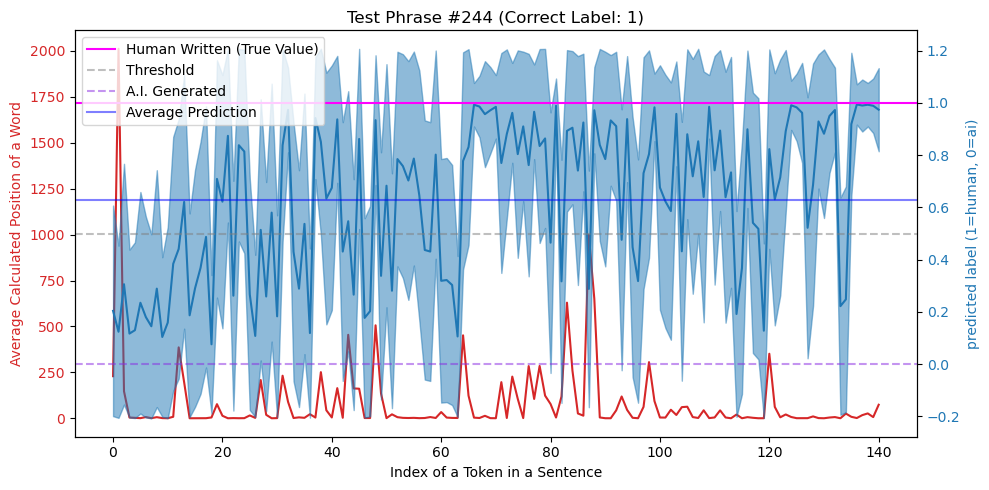 Test Phrase #244 (Correct Label: 1)
Human Written (True Value)
Threshold
A.I. Generated
Average Prediction
Average Calculated Position of a Word
2000
1750
1500
1250
1000
750
500
250
0
predicted label (1=human, 0=ai)
1.2
1.0
0.8
0.6
0.4
0.2
0.0
−0.2
0 20 40 60 80 100 120 140
Index of a Token in a Sentence